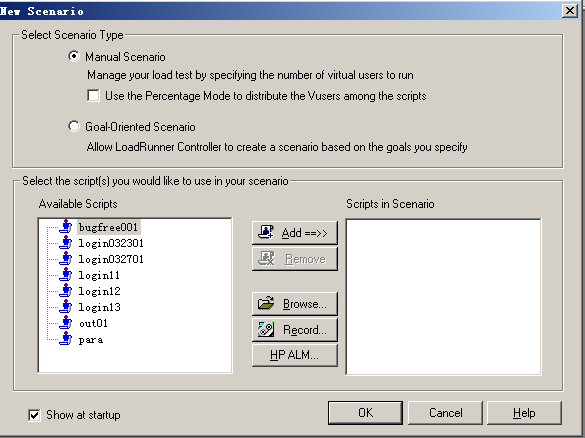 New Scenario
Select Scenario Type
Manual Scenario
Manage your load test by specifying the number of virtual users to run
Use the Percentage Mode to distribute the Vusers among the scripts
Goal-Oriented Scenario
Allow LoadRunner Controller to create a scenario based on the goals you specify
Select the script(s) you would like to use in your scenario
Available Scripts
Scripts in Scenario
bugfree001
login032301
login032701
login11
login12
login13
out01
para
Add ==>>
Remove
Browse...
Record...
HP ALM...
Show at startup
OK
Cancel
Help